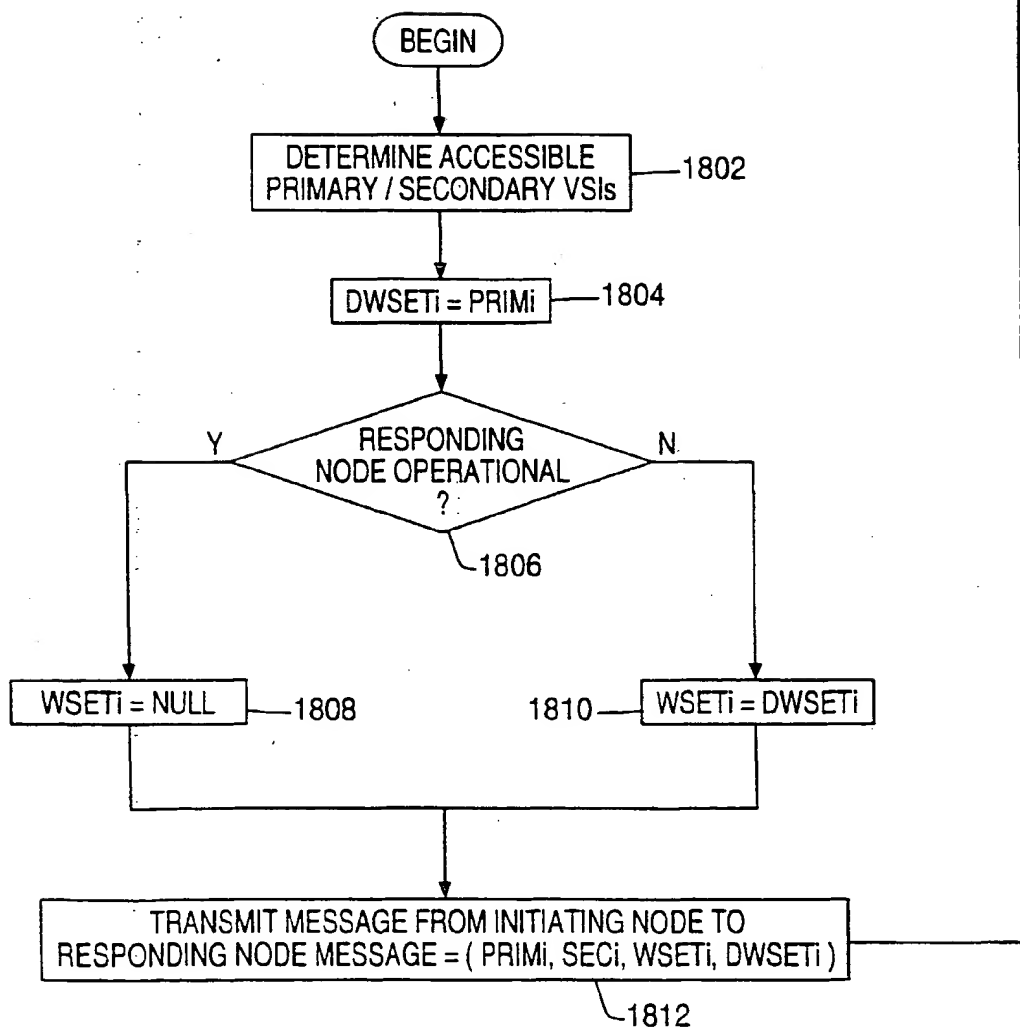 BEGIN
DETERMINE ACCESSIBLE
PRIMARY / SECONDARY VSIs
1802
DWSETi = PRIMi
1804
Y
RESPONDING
NODE OPERATIONAL
?
N
1806
WSETi = NULL
1808
1810
WSETi = DWSETi
TRANSMIT MESSAGE FROM INITIATING NODE TO
RESPONDING NODE MESSAGE = ( PRIMi, SECi, WSETi, DWSETi )
1812